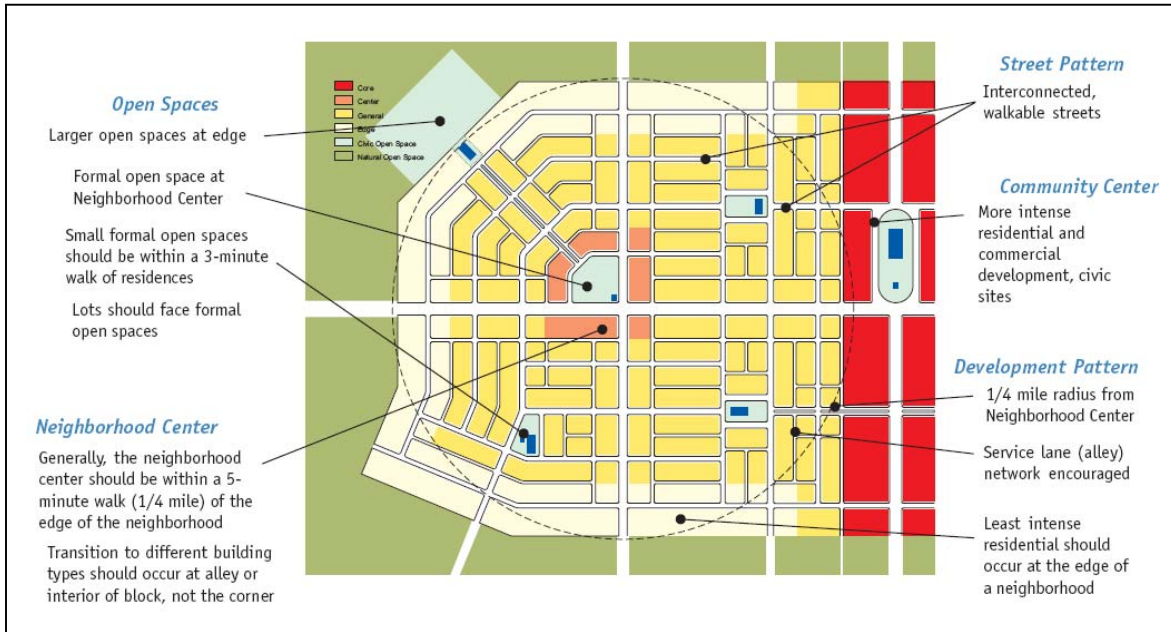 Open Spaces
Larger open spaces at edge
Formal open space at
Neighborhood Center
Small formal open spaces
should be within a 3-minute
walk of residences
Lots should face formal
open spaces
Neighborhood Center
Generally, the neighborhood
center should be within a 5-
minute walk (1/4 mile) of the
edge of the neighborhood
Transition to different building
types should occur at alley or
interior of block, not the corner
Core
Center
General
Edge
Civic Open Space
Natural Open Space
Street Pattern
Interconnected,
walkable streets
Community Center
More intense
residential and
commercial
development, civic
sites
Development Pattern
1/4 mile radius from
Neighborhood Center
Service lane (alley)
network encouraged
Least intense
residential should
occur at the edge of
a neighborhood